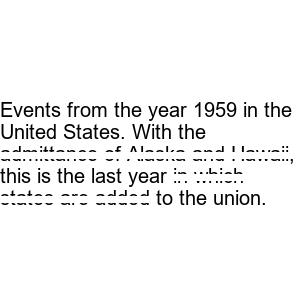 Events from the year 1959 in the
United States. With the
admittance of Alaska and Hawaii,
this is the last year in which
states are added to the union.